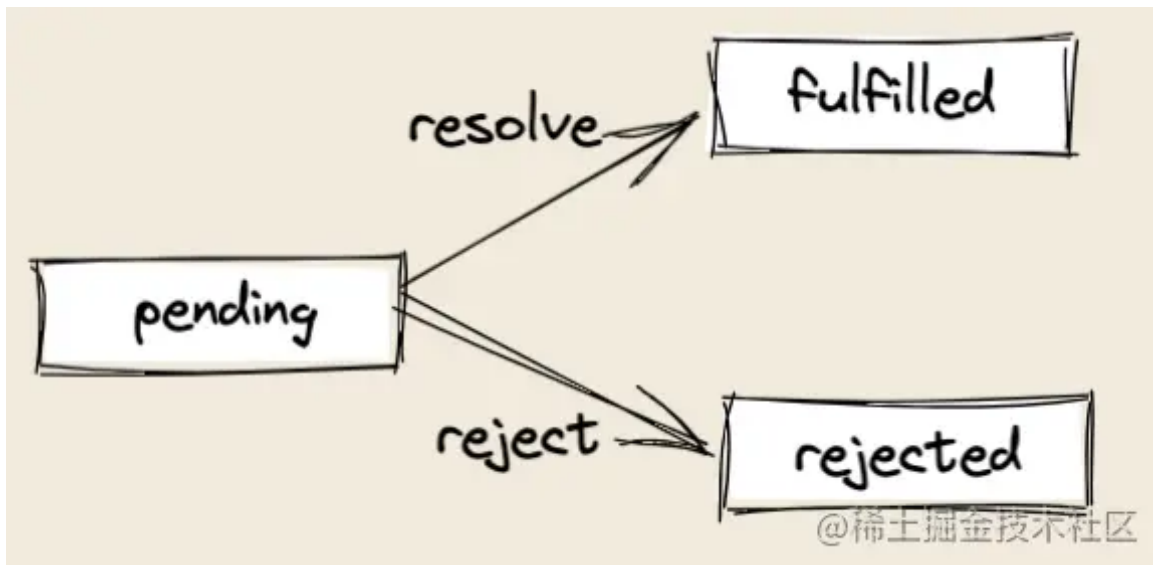 fulfilled
resolve
pending
reject
rejected
@稀土掘金技术社区